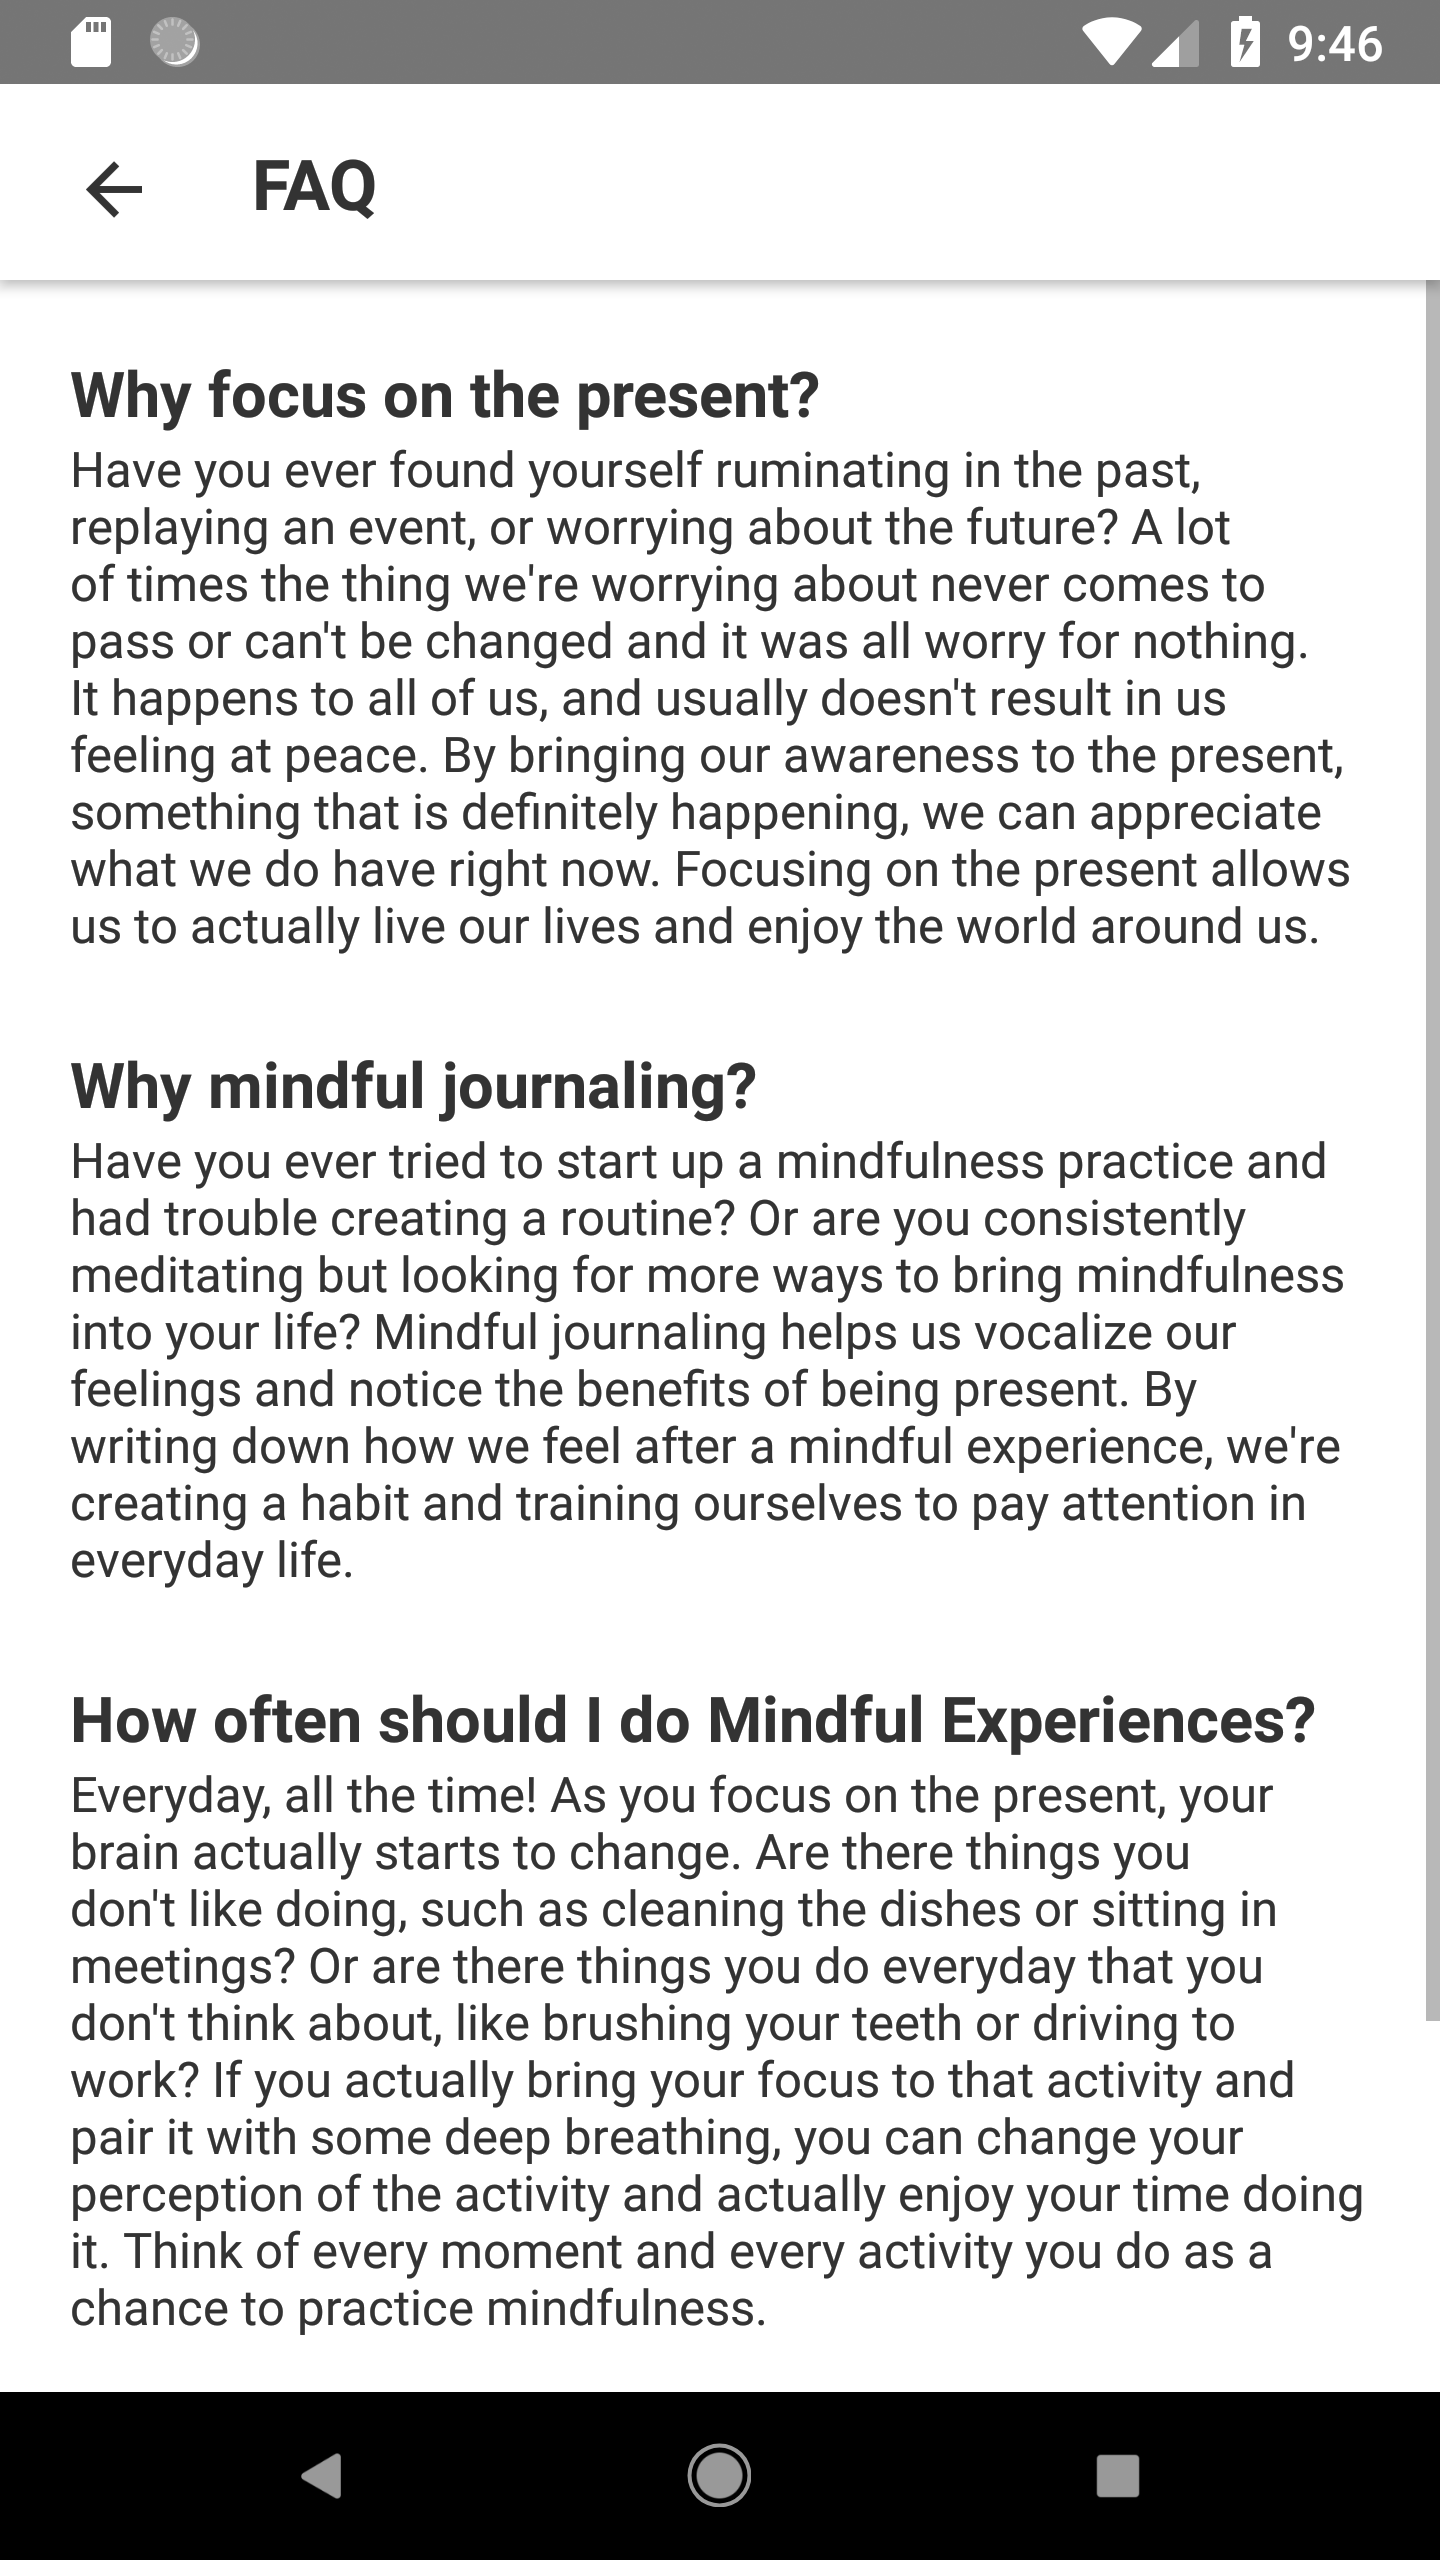 9:46
FAQ
Why focus on the present?
Have you ever found yourself ruminating in the past,
replaying an event, or worrying about the future? A lot
of times the thing we're worrying about never comes to
pass or can't be changed and it was all worry for nothing.
It happens to all of us, and usually doesn't result in us
feeling at peace. By bringing our awareness to the present,
something that is definitely happening, we can appreciate
what we do have right now. Focusing on the present allows
us to actually live our lives and enjoy the world around us.
Why mindful journaling?
Have you ever tried to start up a mindfulness practice and
had trouble creating a routine? Or are you consistently
meditating but looking for more ways to bring mindfulness
into your life? Mindful journaling helps us vocalize our
feelings and notice the benefits of being present. By
writing down how we feel after a mindful experience, we're
creating a habit and training ourselves to pay attention in
everyday life.
How often should I do Mindful Experiences?
Everyday, all the time! As you focus on the present, your
brain actually starts to change. Are there things you
don't like doing, such as cleaning the dishes or sitting in
meetings? Or are there things you do everyday that you
don't think about, like brushing your teeth or driving to
work? If you actually bring your focus to that activity and
pair it with some deep breathing, you can change your
perception of the activity and actually enjoy your time doing
it. Think of every moment and every activity you do as a
chance to practice mindfulness.